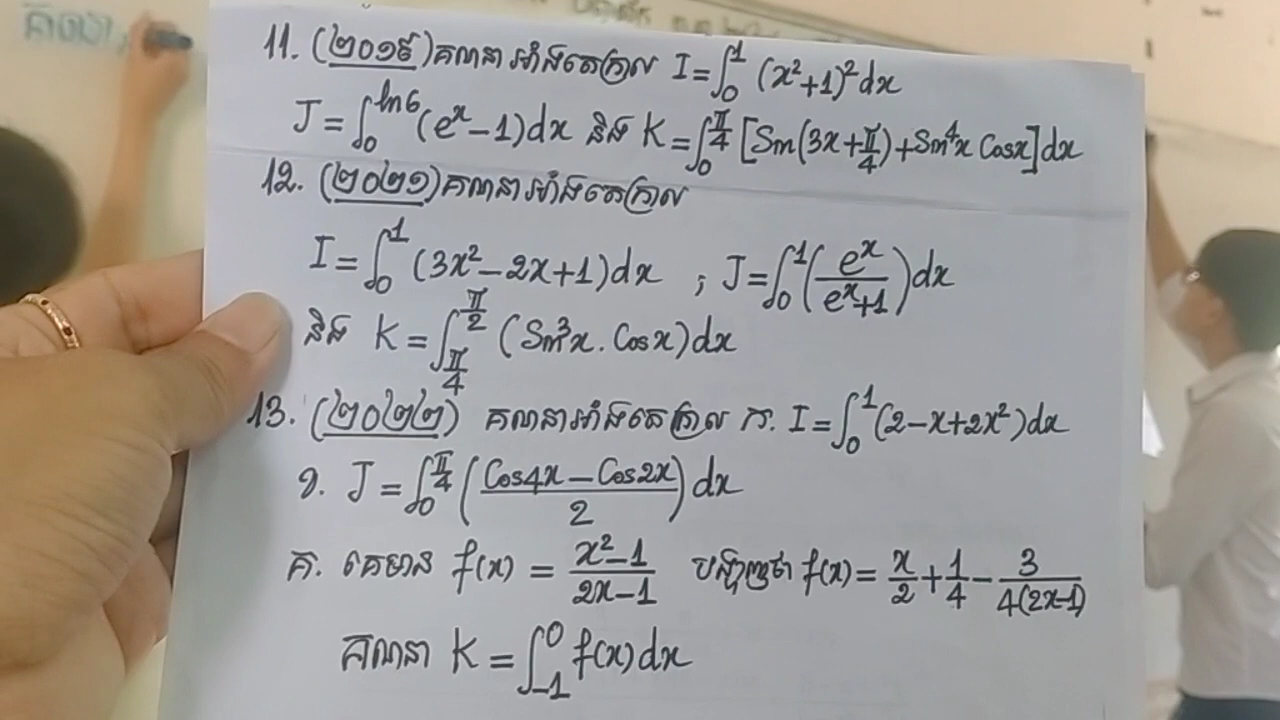 11. (២០១៩) គណនាអាំងតេក្រាល I = ∫₀¹ (x²+1)² dx
J = ∫₀^{ln6} (eˣ – 1) dx និង K = ∫₀^{π/4} [Sin(3x + π/4) + Sin⁴x Cosx] dx
12. (២០២១) គណនាអាំងតេក្រាល
I = ∫₀¹ (3x² – 2x + 1) dx ; J = ∫₀¹ (eˣ/(eˣ+1)) dx
និង K = ∫_{π/4}^{π/2} (Sin³x . Cosx) dx
13. (២០២២) គណនាអាំងតេក្រាល ក. I = ∫₀¹ (2 – x + 2x²) dx
ខ. J = ∫₀^{π/4} ((Cos4x – Cos2x)/2) dx
គ. គេមាន f(x) = (x² – 1)/(2x – 1) បង្ហាញថា f(x) = x/2 + 1/4 – 3/(4(2x–1))
គណនា K = ∫₋₁⁰ f(x) dx